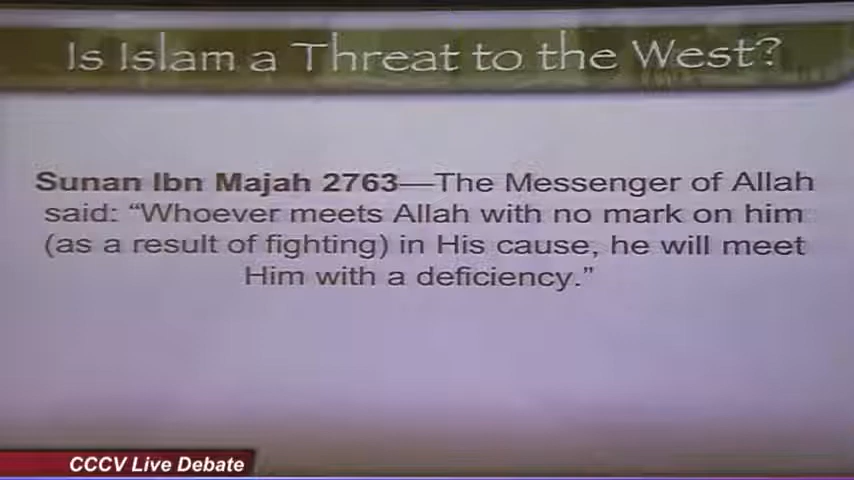 Is Islam a Threat to the West?
Sunan Ibn Majah 2763—The Messenger of Allah
said: “Whoever meets Allah with no mark on him
(as a result of fighting) in His cause, he will meet
Him with a deficiency.”
CCCV Live Debate